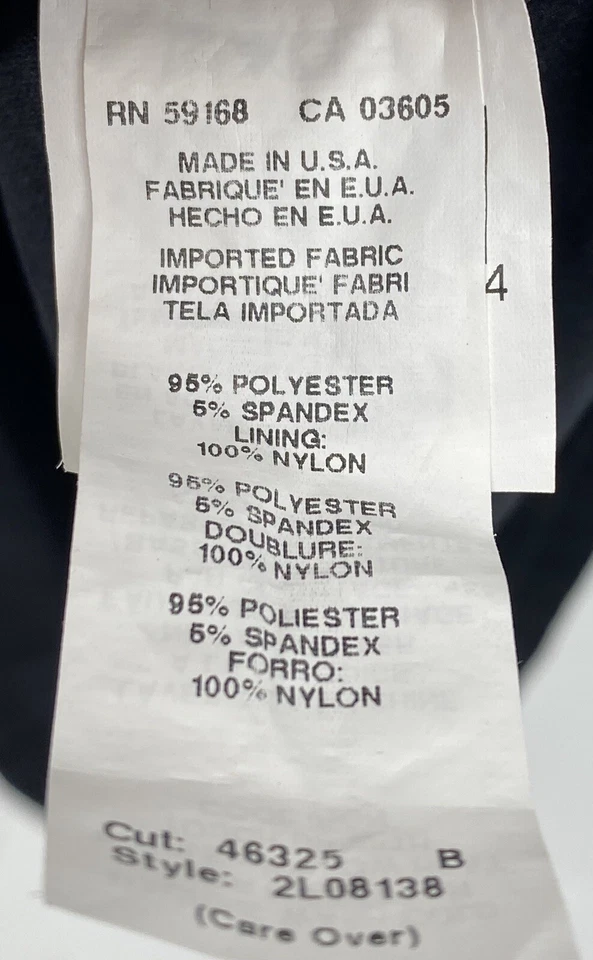 RN 59168 CA 03605
MADE IN U.S.A.
FABRIQUE' EN E.U.A.
HECHO EN E.U.A.
IMPORTED FABRIC
IMPORTIQUE' FABRI
TELA IMPORTADA
4
95% POLYESTER
5% SPANDEX
LINING:
100% NYLON
95% POLYESTER
5% SPANDEX
DOUBLURE:
100% NYLON
95% POLIESTER
5% SPANDEX
FORRO:
100% NYLON
Cut: 46325 B
Style: 2L08138
(Care Over)